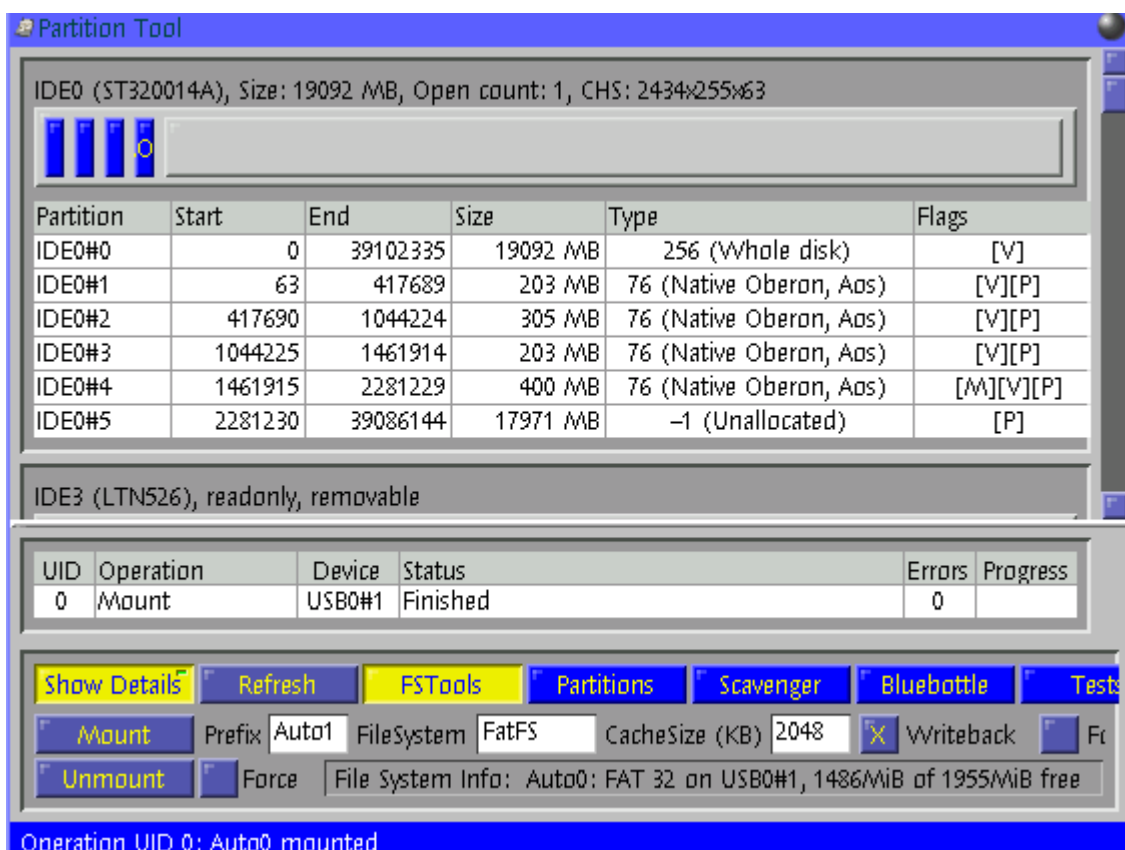 Partition Tool
IDE0 (ST320014A), Size: 19092 MB, Open count: 1, CHS: 2434x255x63
.O
Partition Start End Size Type Flags
IDE0#0 0 39102335 19092 MB 256 (Whole disk) [V]
IDE0#1 63 417689 203 MB 76 (Native Oberon, Aos) [V][P]
IDE0#2 417690 1044224 305 MB 76 (Native Oberon, Aos) [V][P]
IDE0#3 1044225 1461914 203 MB 76 (Native Oberon, Aos) [V][P]
IDE0#4 1461915 2281229 400 MB 76 (Native Oberon, Aos) [M][V][P]
IDE0#5 2281230 39086144 17971 MB –1 (Unallocated) [P]
IDE3 (LTN526), readonly, removable
UID Operation Device Status Errors Progress
0 Mount USB0#1 Finished 0
Show Details Refresh FSTools Partitions Scavenger Bluebottle Tests
Mount Prefix Auto1 FileSystem FatFS CacheSize (KB) 2048 X Writeback
Unmount Force File System Info: Auto0: FAT 32 on USB0#1, 1486MiB of 1955MiB free
Operation UID 0: Auto0 mounted